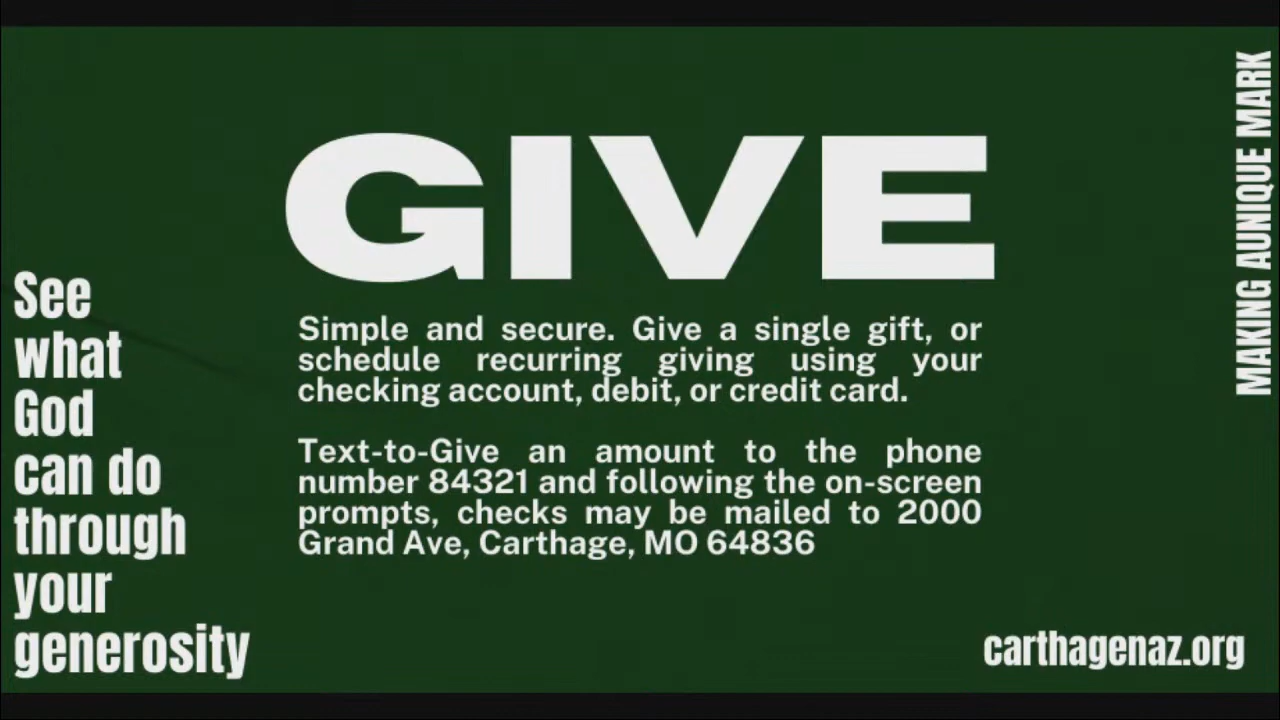 GIVE
Simple and secure. Give a single gift, or
schedule recurring giving using your
checking account, debit, or credit card.
Text-to-Give an amount to the phone
number 84321 and following the on-screen
prompts, checks may be mailed to 2000
Grand Ave, Carthage, MO 64836
See
what
God
can do
through
your
generosity
MAKING AUNIQUE MARK
carthagenaz.org